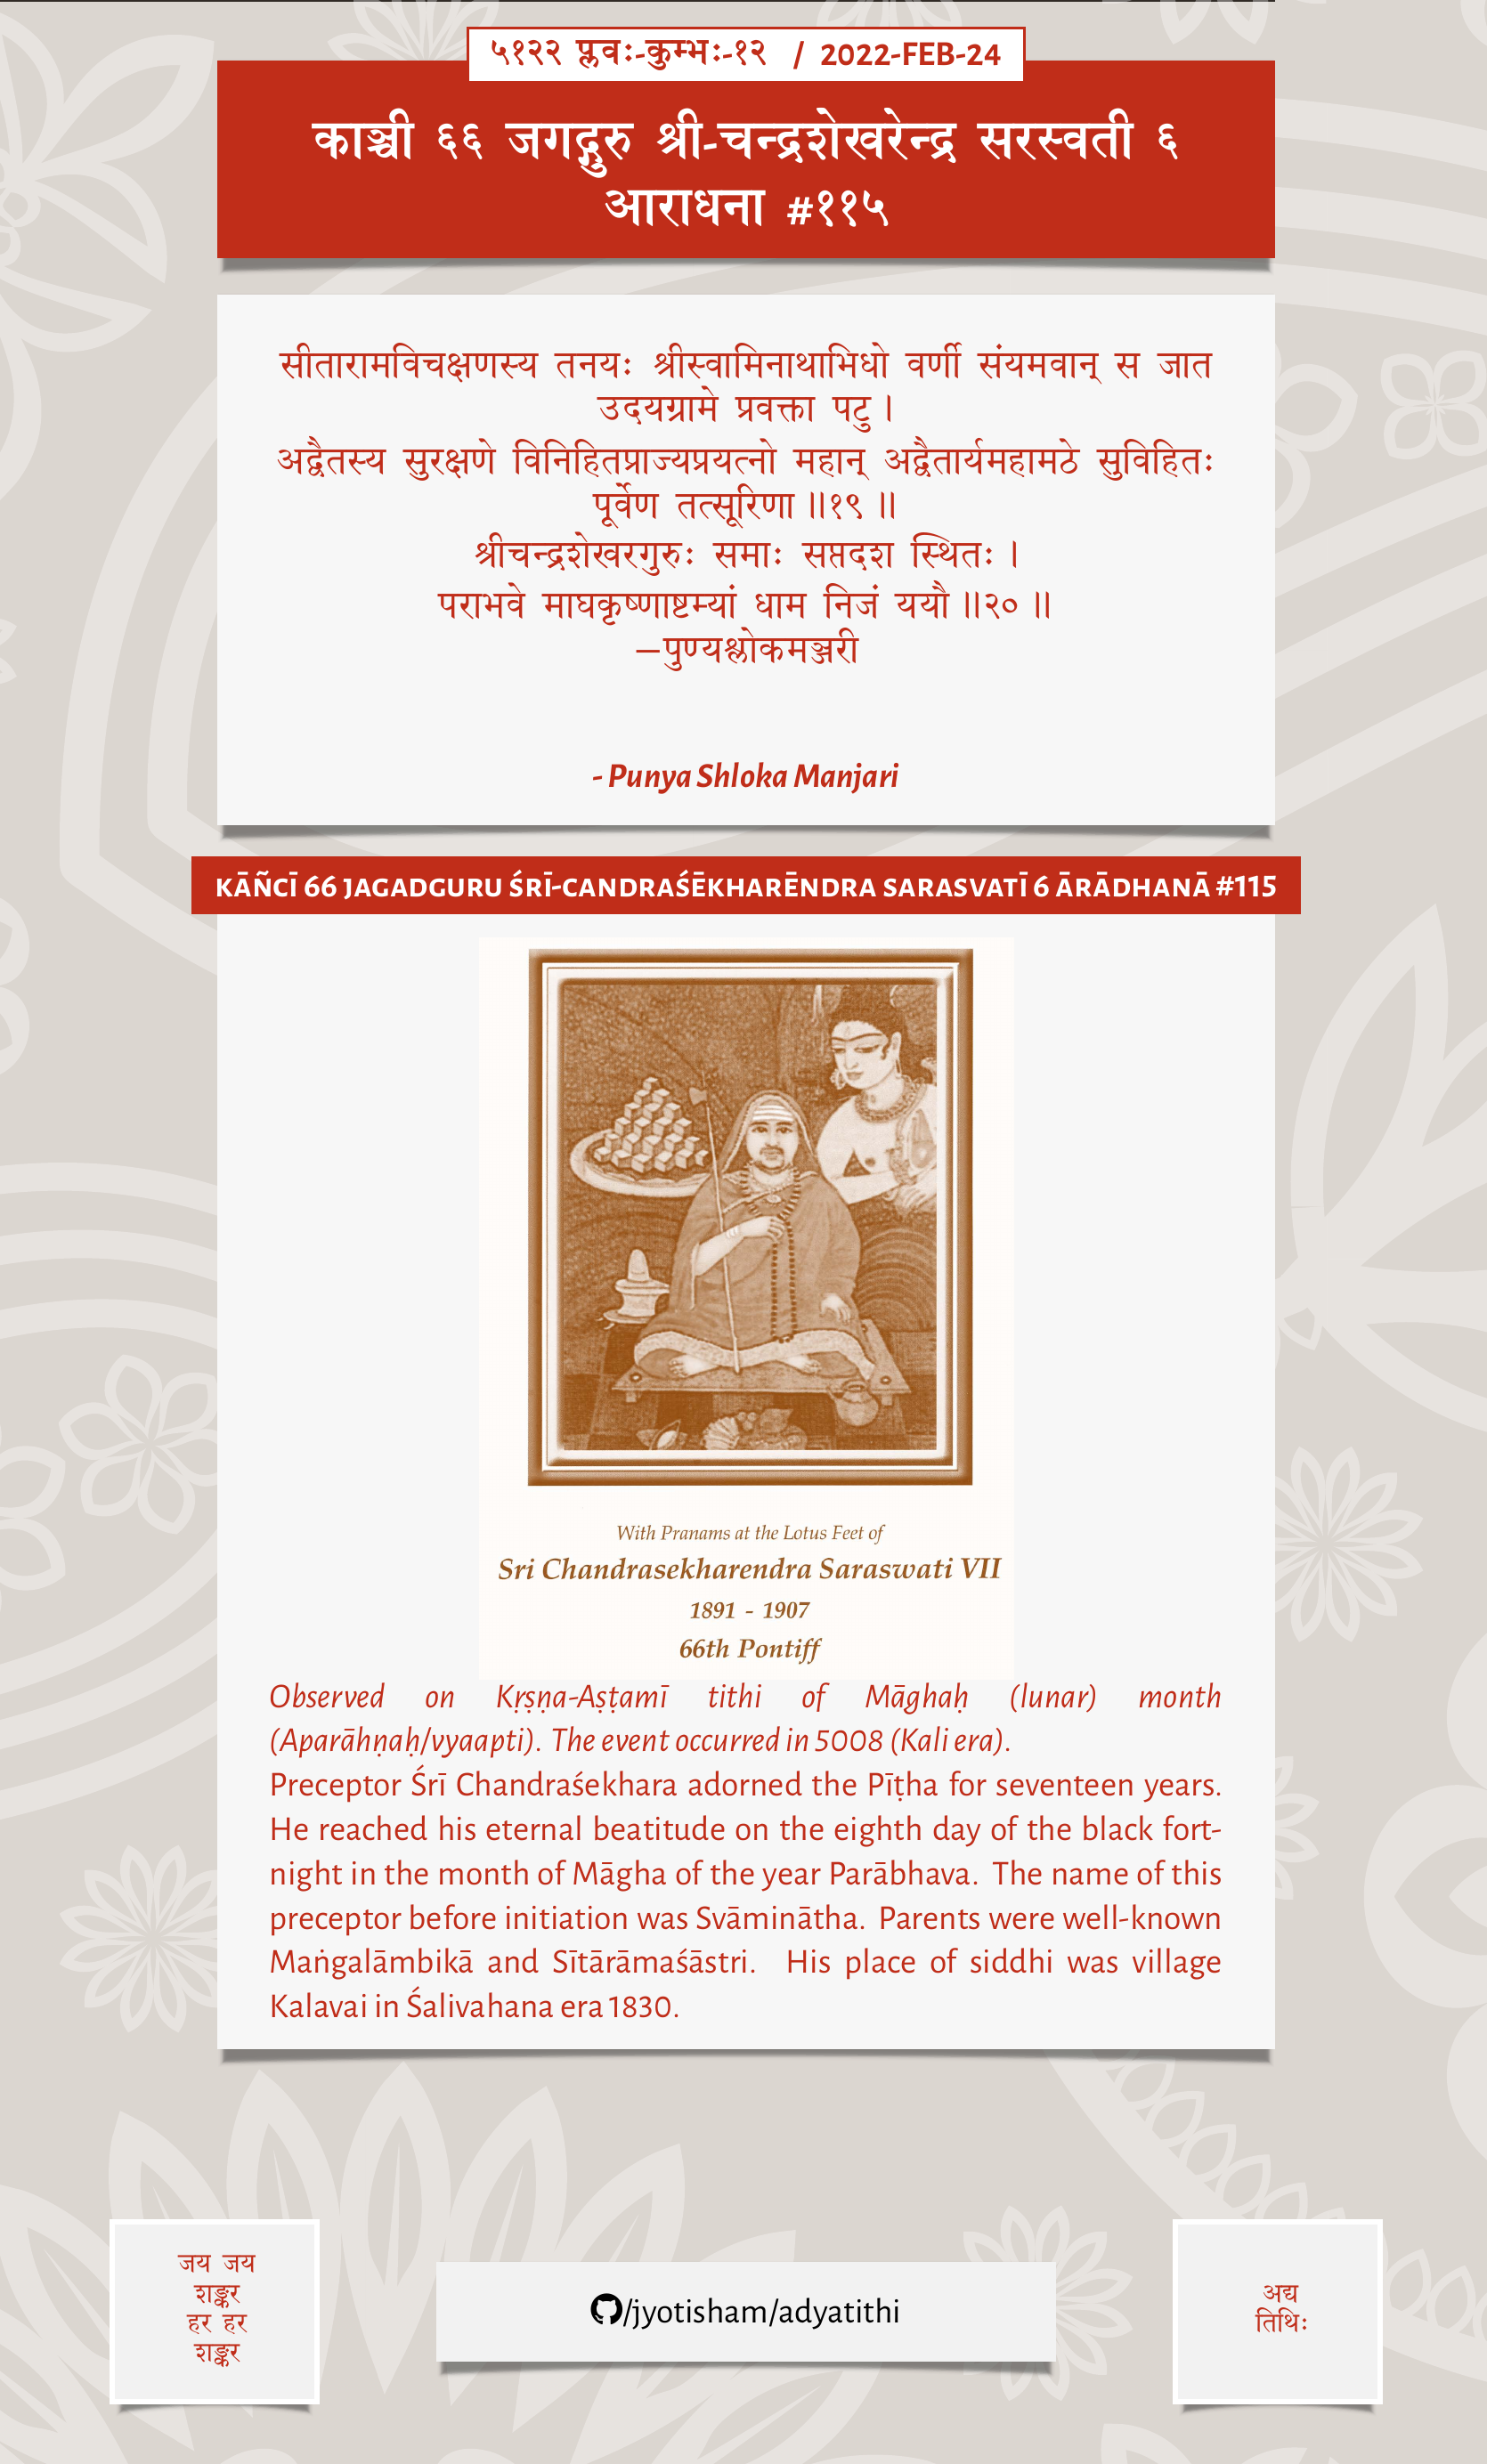 ५१२२ प्लवः-कुम्भः-१२ / 2022-FEB-24
काञ्ची ६६ जगद्गुरु श्री-चन्द्रशेखरेन्द्र सरस्वती ६
आराधना #११५
सीतारामविचक्षणस्य तनयः श्रीस्वामिनाथाभिधो वर्णी संयमवान् स जात
उदयग्रामे प्रवक्ता पटु।
अद्वैतस्य सुरक्षणे विनिहितप्राज्यप्रयत्नो महान् अद्वैतार्यमहामठे सुविहितः
पूर्वेण तत्सूरिणा॥१९॥
श्रीचन्द्रशेखरगुरुः समाः सप्तदश स्थितः।
पराभवे माघकृष्णाष्टम्यां धाम निजं ययौ॥२०॥
—पुण्यश्लोकमञ्जरी
- Punya Shloka Manjari
KĀÑCĪ 66 JAGADGURU ŚRĪ-CANDRAŚĒKHARĒNDRA SARASVATĪ 6 ĀRĀDHANĀ #115
With Pranams at the Lotus Feet of
Sri Chandrasekharendra Saraswati VII
1891 - 1907
66th Pontiff
Observed on Kṛṣṇa-Aṣṭamī tithi of Māghaḥ (lunar) month
(Aparāhṇaḥ/vyaapti). The event occurred in 5008 (Kali era).
Preceptor Śrī Chandraśekhara adorned the Pīṭha for seventeen years.
He reached his eternal beatitude on the eighth day of the black fort-
night in the month of Māgha of the year Parābhava. The name of this
preceptor before initiation was Svāminātha. Parents were well-known
Maṅgalāmbikā and Sītārāmaśāstri. His place of siddhi was village
Kalavai in Śalivahana era 1830.
जय जय
शङ्कर
हर हर
शङ्कर
/jyotisham/adyatithi
अद्य
तिथिः